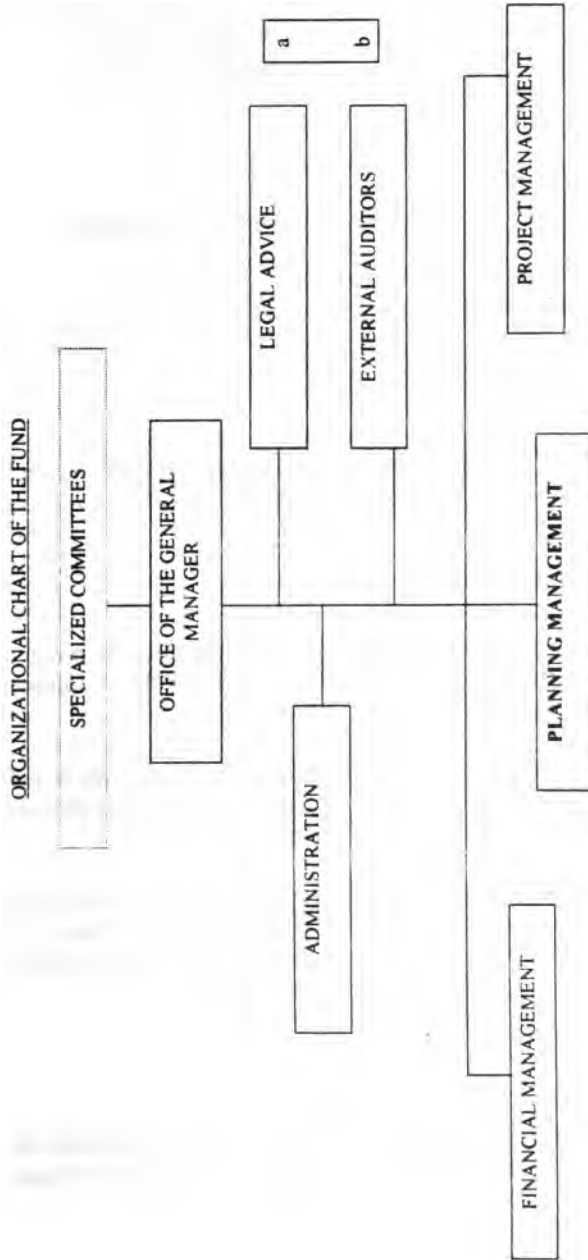 ORGANIZATIONAL CHART OF THE FUND
SPECIALIZED COMMITTEES
OFFICE OF THE GENERAL
MANAGER
LEGAL ADVICE
a
ADMINISTRATION
EXTERNAL AUDITORS
b
FINANCIAL MANAGEMENT
PLANNING MANAGEMENT
PROJECT MANAGEMENT